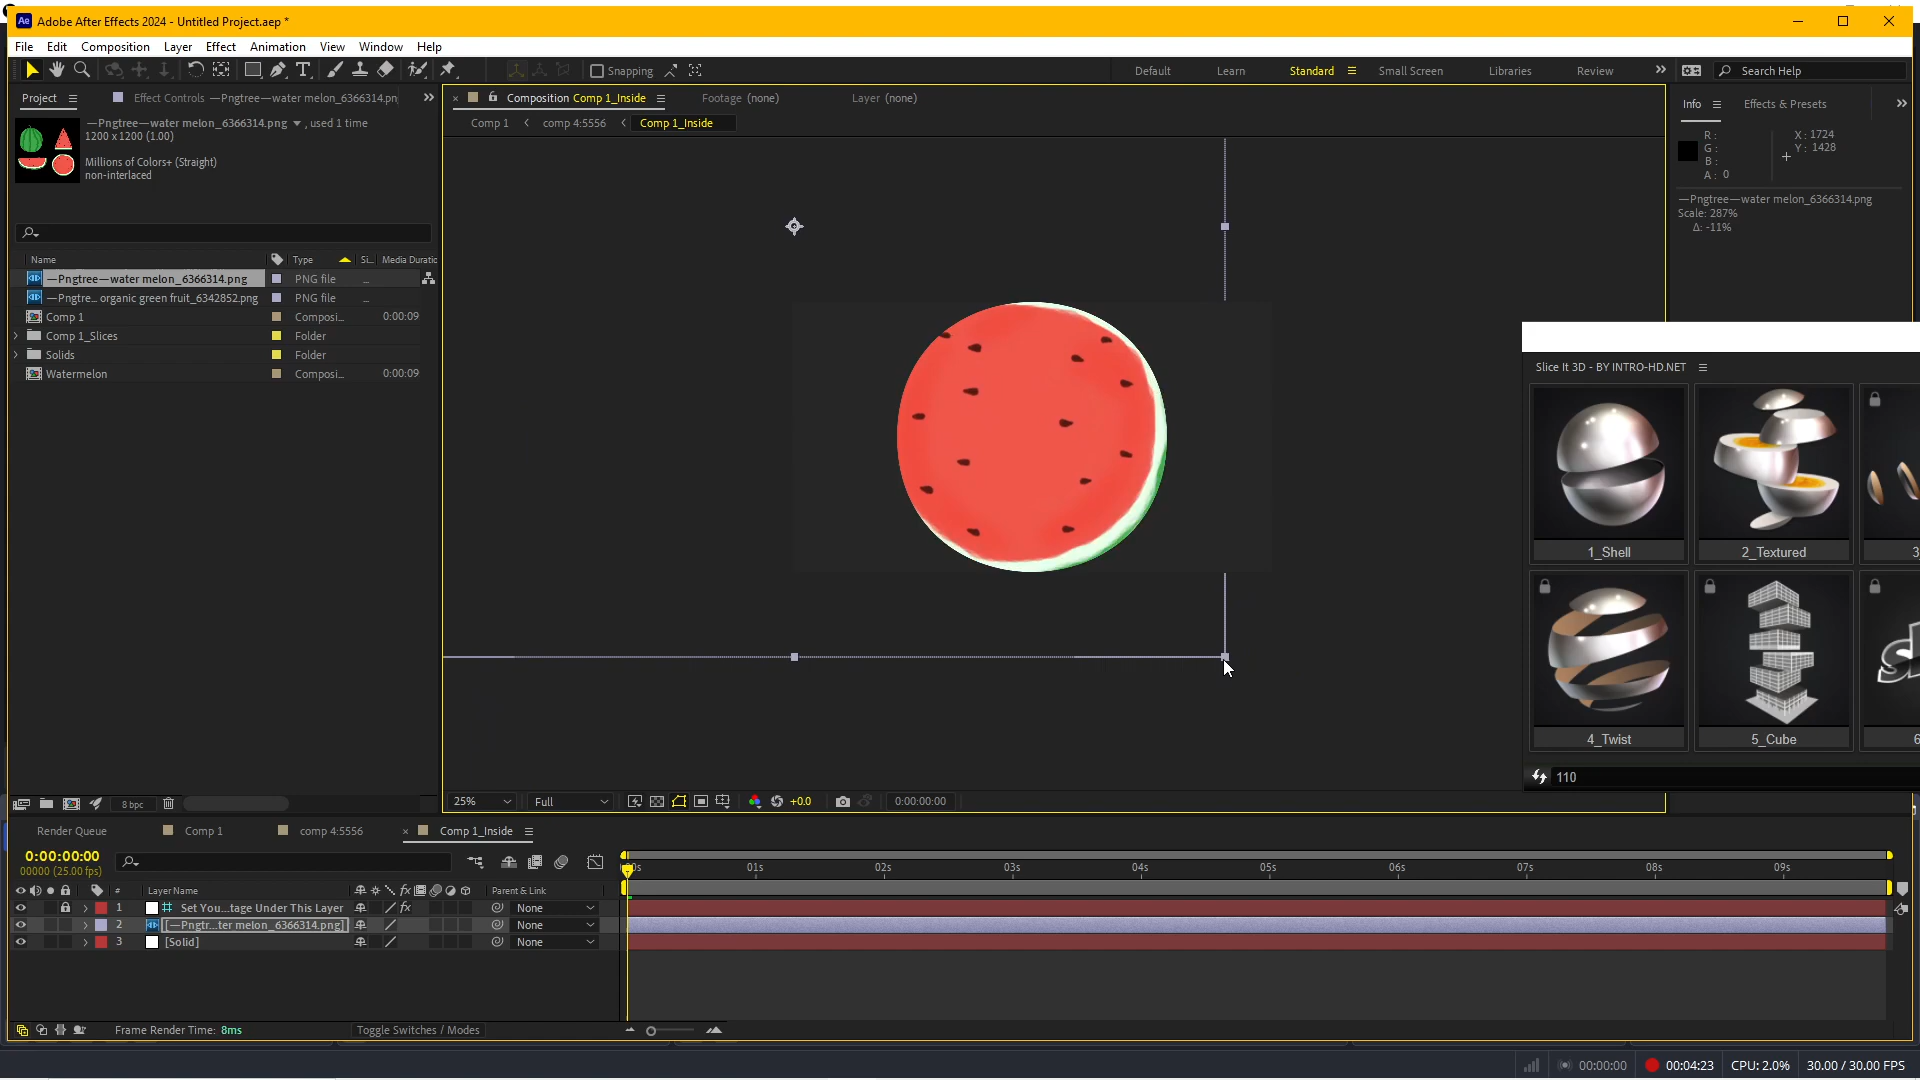 Ae Adobe After Effects 2024 - Untitled Project.aep *
File Edit Composition Layer Effect Animation View Window Help
Snapping
Default Learn Standard Small Screen Libraries Review
Search Help
Project
Effect Controls —Pngtree—water melon_6366314.pn
Composition Comp 1_Inside
Footage (none)
Layer (none)
Info
Effects & Presets
—Pngtree—water melon_6366314.png , used 1 time
1200 x 1200 (1.00)
Millions of Colors+ (Straight)
non-interlaced
Comp 1 comp 4:5556 Comp 1_Inside
R :
G :
B :
A : 0
X : 1724
Y : 1428
—Pngtree—water melon_6366314.png
Scale: 287%
Δ: -11%
Name Type Si... Media Duratio
—Pngtree—water melon_6366314.png PNG file ...
—Pngtre... organic green fruit_6342852.png PNG file ...
Comp 1 Composi... 0:00:09
Comp 1_Slices Folder
Solids Folder
Watermelon Composi... 0:00:09
Slice It 3D - BY INTRO-HD.NET
1_Shell
2_Textured
3
4_Twist
5_Cube
6
110
8 bpc
25% Full +0.0 0:00:00:00
Render Queue Comp 1 comp 4:5556 Comp 1_Inside
0:00:00:00
00000 (25.00 fps)
01s 02s 03s 04s 05s 06s 07s 08s 09s
# Layer Name fx Parent & Link
1 Set You...tage Under This Layer fx None
2 [—Pngtr...ter melon_6366314.png] None
3 [Solid] None
Frame Render Time: 8ms
Toggle Switches / Modes
00:00:00 00:04:23 CPU: 2.0% 30.00 / 30.00 FPS